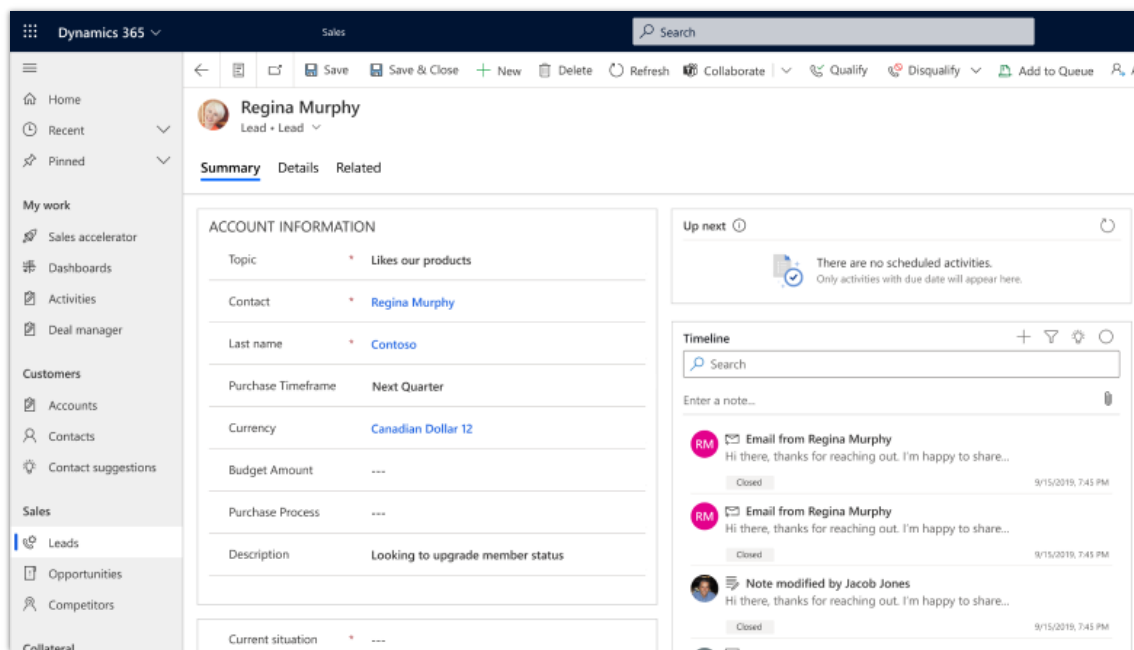 Dynamics 365
Sales
Search
Save
Save & Close
New
Delete
Refresh
Collaborate
Qualify
Disqualify
Add to Queue
Home
Recent
Pinned
My work
Sales accelerator
Dashboards
Activities
Deal manager
Customers
Accounts
Contacts
Contact suggestions
Sales
Leads
Opportunities
Competitors
Collateral
Regina Murphy
Lead • Lead
Summary Details Related
ACCOUNT INFORMATION
Topic * Likes our products
Contact * Regina Murphy
Last name * Contoso
Purchase Timeframe Next Quarter
Currency Canadian Dollar 12
Budget Amount ---
Purchase Process ---
Description Looking to upgrade member status
Current situation * ---
Up next
There are no scheduled activities.
Only activities with due date will appear here.
Timeline
Search
Enter a note...
RM Email from Regina Murphy
Hi there, thanks for reaching out. I'm happy to share...
Closed 9/15/2019, 7:45 PM
RM Email from Regina Murphy
Hi there, thanks for reaching out. I'm happy to share...
Closed 9/15/2019, 7:45 PM
Note modified by Jacob Jones
Hi there, thanks for reaching out. I'm happy to share...
Closed 9/15/2019, 7:45 PM